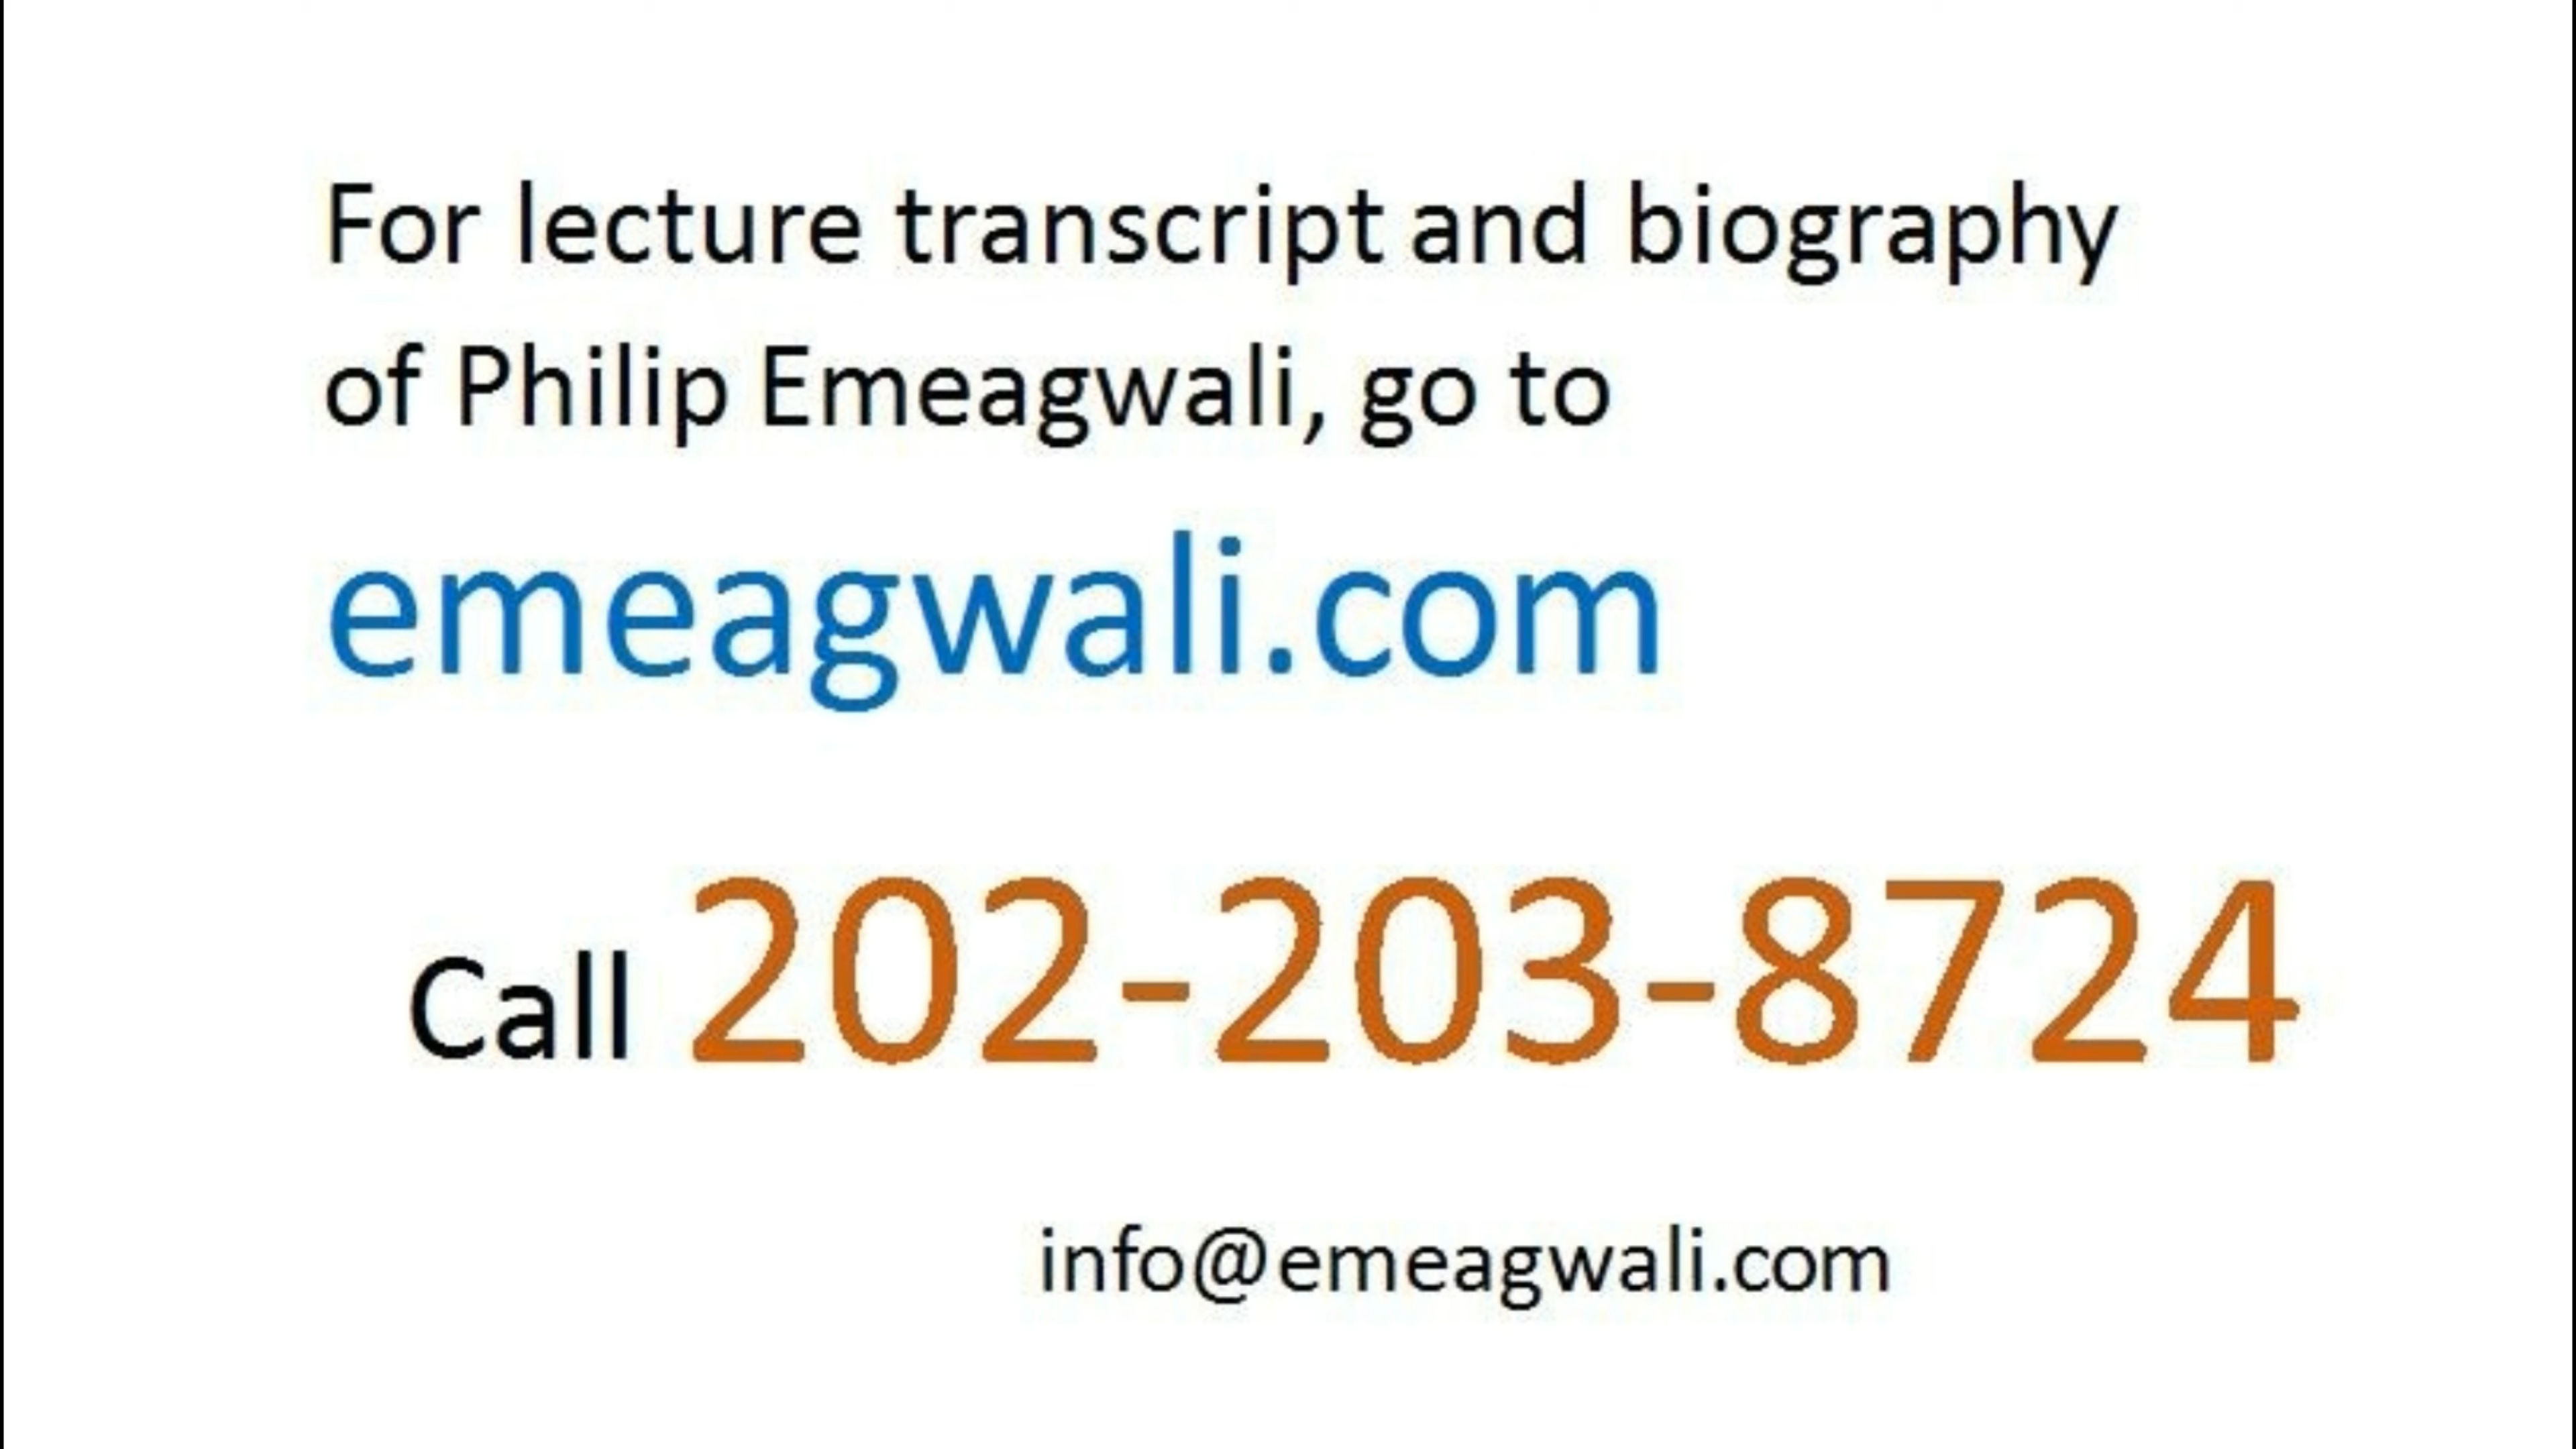 For lecture transcript and biography
of Philip Emeagwali, go to
emeagwali.com
Call 202-203-8724
info@emeagwali.com